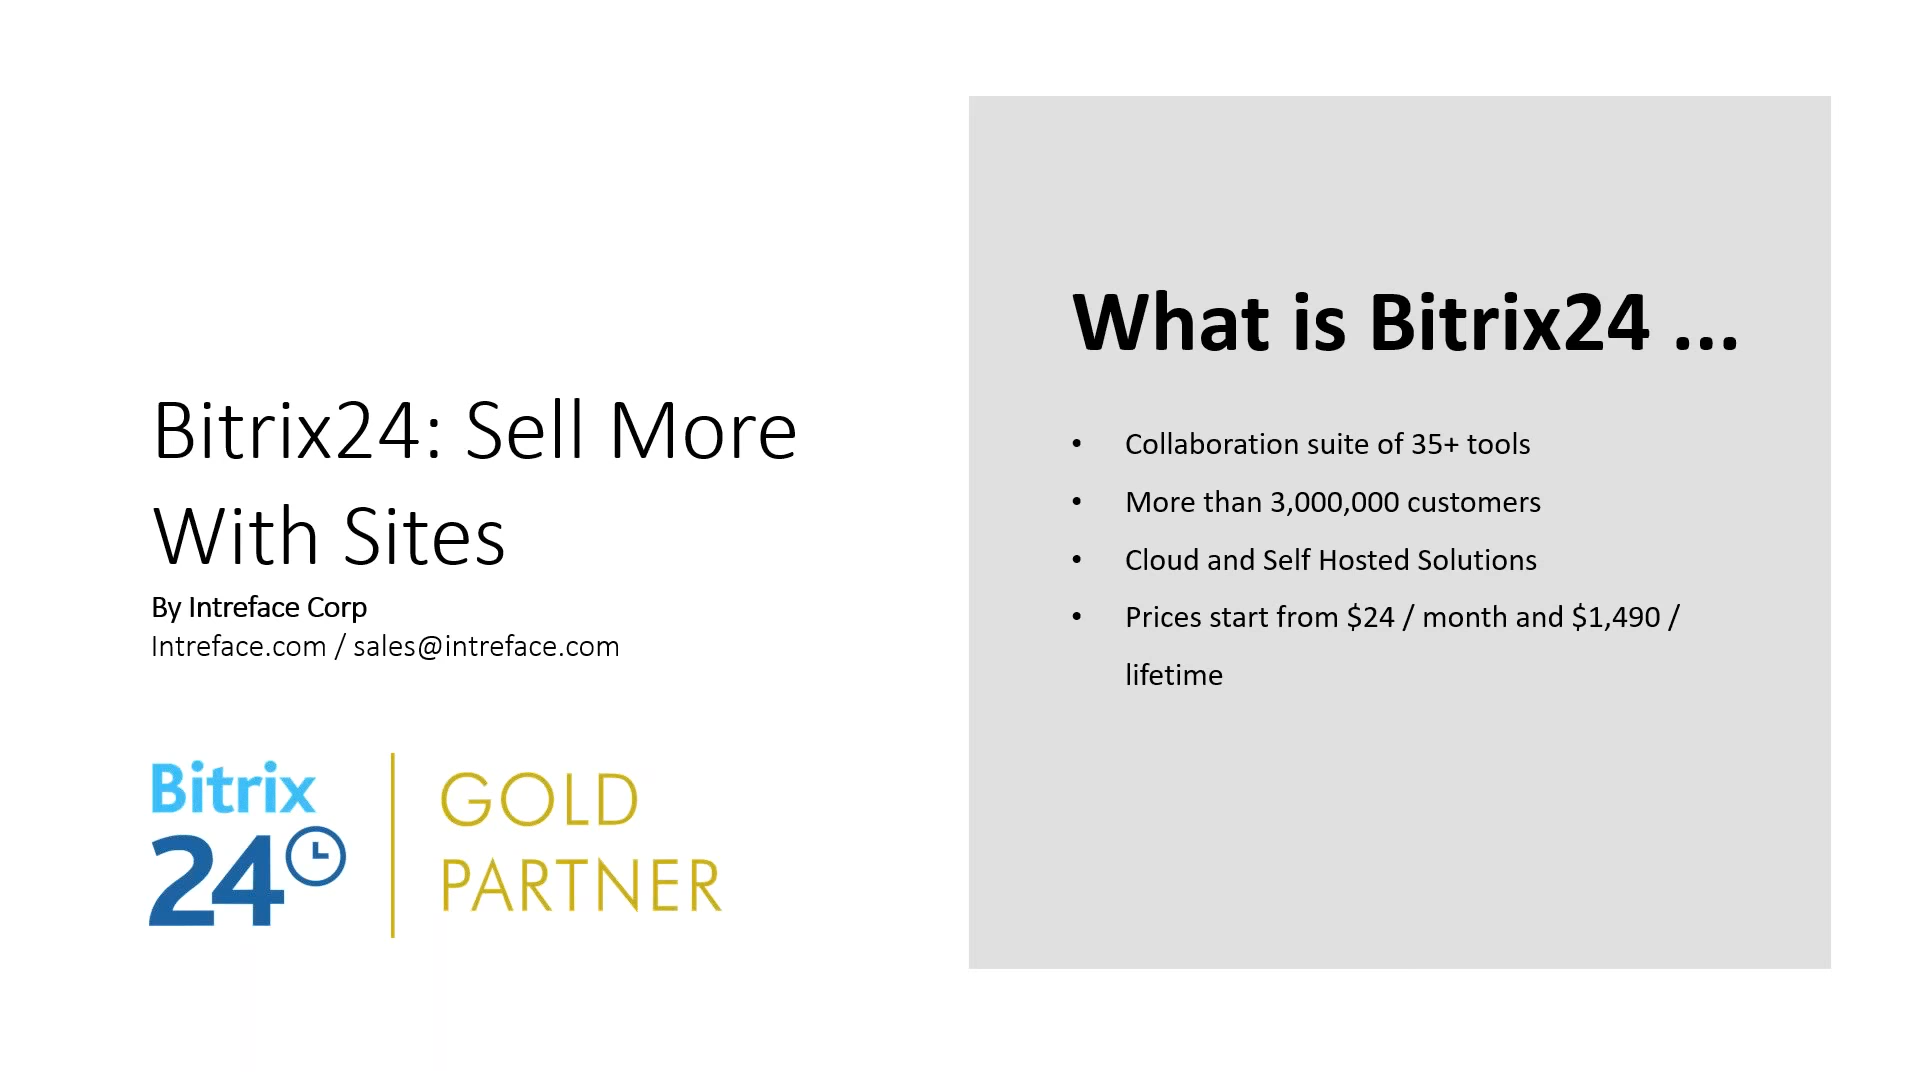 Bitrix24: Sell More
With Sites
By Intreface Corp
Intreface.com / sales@intreface.com
Bitrix
24
GOLD
PARTNER
What is Bitrix24 ...
• Collaboration suite of 35+ tools
• More than 3,000,000 customers
• Cloud and Self Hosted Solutions
• Prices start from $24 / month and $1,490 /
lifetime